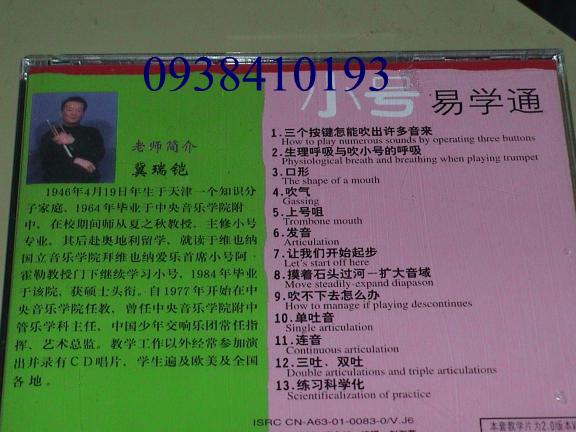 0938410193
小号 易学通
老师简介
冀瑞铠
1946年4月19日年生于天津一个知识分
子家庭，1964年毕业于中央音乐学院附
中，在校期间师从夏之秋教授，主修小号
专业，其后赴奥地利留学，就读于维也纳
国立音乐学院拜维也纳爱乐首席小号阿·
霍勒教授门下继续学习小号，1984年毕业
于该院，获硕士头衔。自1977年开始在中
央音乐学院任教，曾任中央音乐学院附中
管乐学科主任，中国少年交响乐团常任指
挥、艺术总监。教学工作以外经常参加演
出并录有CD唱片，学生遍及欧美及全国
各地。
1.三个按键怎能吹出许多音来
How to play numerous sounds by operating three buttons
2.生理呼吸与吹小号的呼吸
Physiological breath and breathing when playing trumpet
3.口形
The shape of a mouth
4.吹气
Gassing
5.上号咀
Trombone mouth
6.发音
Articulation
7.让我们开始起步
Let's start off here
8.摸着石头过河－扩大音域
Move steadily-expand diapason
9.吹不下去怎么办
How to manage if playing descontinues
10.单吐音
Single articulation
11.连音
Continuous articulation
12.三吐、双吐
Double articulations and triple articulations
13.练习科学化
Scientificalization of practice
ISRC CN-A63-01-0083-0/V.J6
本套教学片为2.0版本